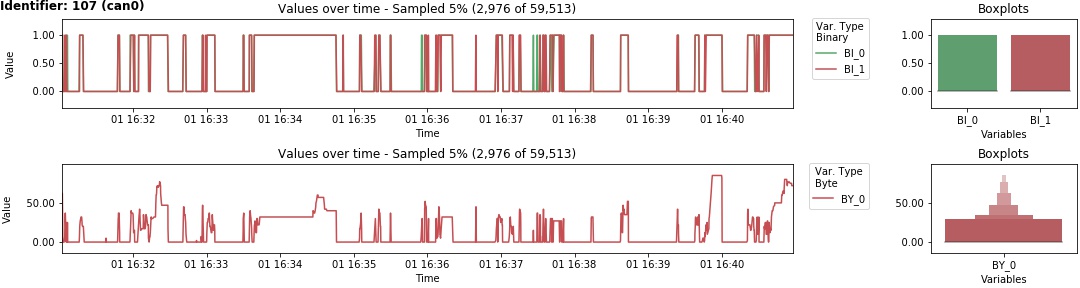 Identifier: 107 (can0)
Values over time - Sampled 5% (2,976 of 59,513)
Value
1.00
0.50
0.00
01 16:32 01 16:33 01 16:34 01 16:35 01 16:36 01 16:37 01 16:38 01 16:39 01 16:40
Time
Var. Type
Binary
BI_0
BI_1
Boxplots
1.00
0.50
0.00
BI_0 BI_1
Variables
Values over time - Sampled 5% (2,976 of 59,513)
Value
50.00
0.00
01 16:32 01 16:33 01 16:34 01 16:35 01 16:36 01 16:37 01 16:38 01 16:39 01 16:40
Time
Var. Type
Byte
BY_0
Boxplots
50.00
0.00
BY_0
Variables